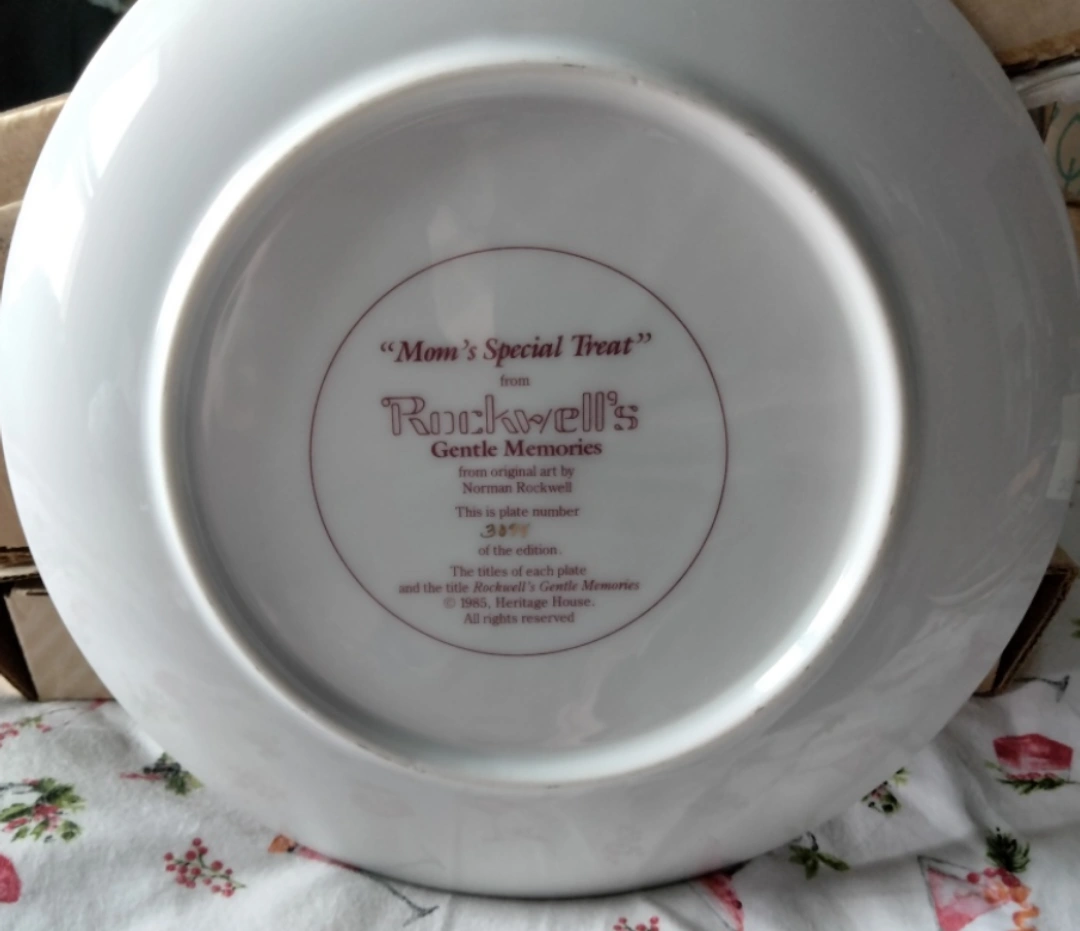 “Mom’s Special Treat”
from
Rockwell’s
Gentle Memories
from original art by
Norman Rockwell
This is plate number
of the edition.
The titles of each plate
and the title Rockwell’s Gentle Memories
© 1985, Heritage House.
All rights reserved